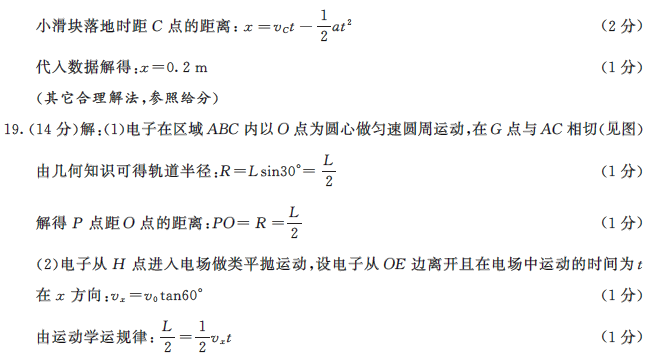 小滑块落地时距 C 点的距离：x＝v_C t－\frac{1}{2}at² （2 分）
代入数据解得：x＝0.2 m （1 分）
（其它合理解法，参照给分）
19.（14 分）解：（1）电子在区域 ABC 内以 O 点为圆心做匀速圆周运动，在 G 点与 AC 相切（见图）
由几何知识可得轨道半径：R＝L sin30°＝\frac{L}{2} （1 分）
解得 P 点距 O 点的距离：PO＝R＝\frac{L}{2} （1 分）
（2）电子从 H 点进入电场做类平抛运动，设电子从 OE 边离开且在电场中运动的时间为 t
在 x 方向：v_x＝v_0 tan60° （1 分）
由运动学运规律：\frac{L}{2}＝\frac{1}{2}v_x t （1 分）